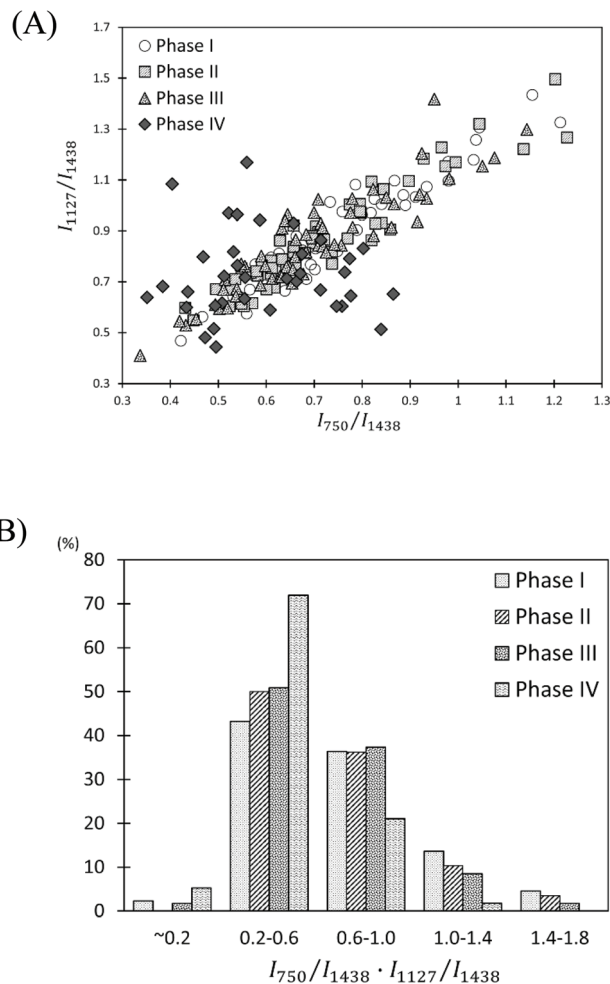 (A)
1.7
1.5
1.3
1.1
0.9
0.7
0.5
0.3
I1127/I1438
Phase I
Phase II
Phase III
Phase IV
0.3 0.4 0.5 0.6 0.7 0.8 0.9 1 1.1 1.2 1.3
I750/I1438
B)
(%)
80
70
60
50
40
30
20
10
0
Phase I
Phase II
Phase III
Phase IV
~0.2 0.2-0.6 0.6-1.0 1.0-1.4 1.4-1.8
I750/I1438 · I1127/I1438